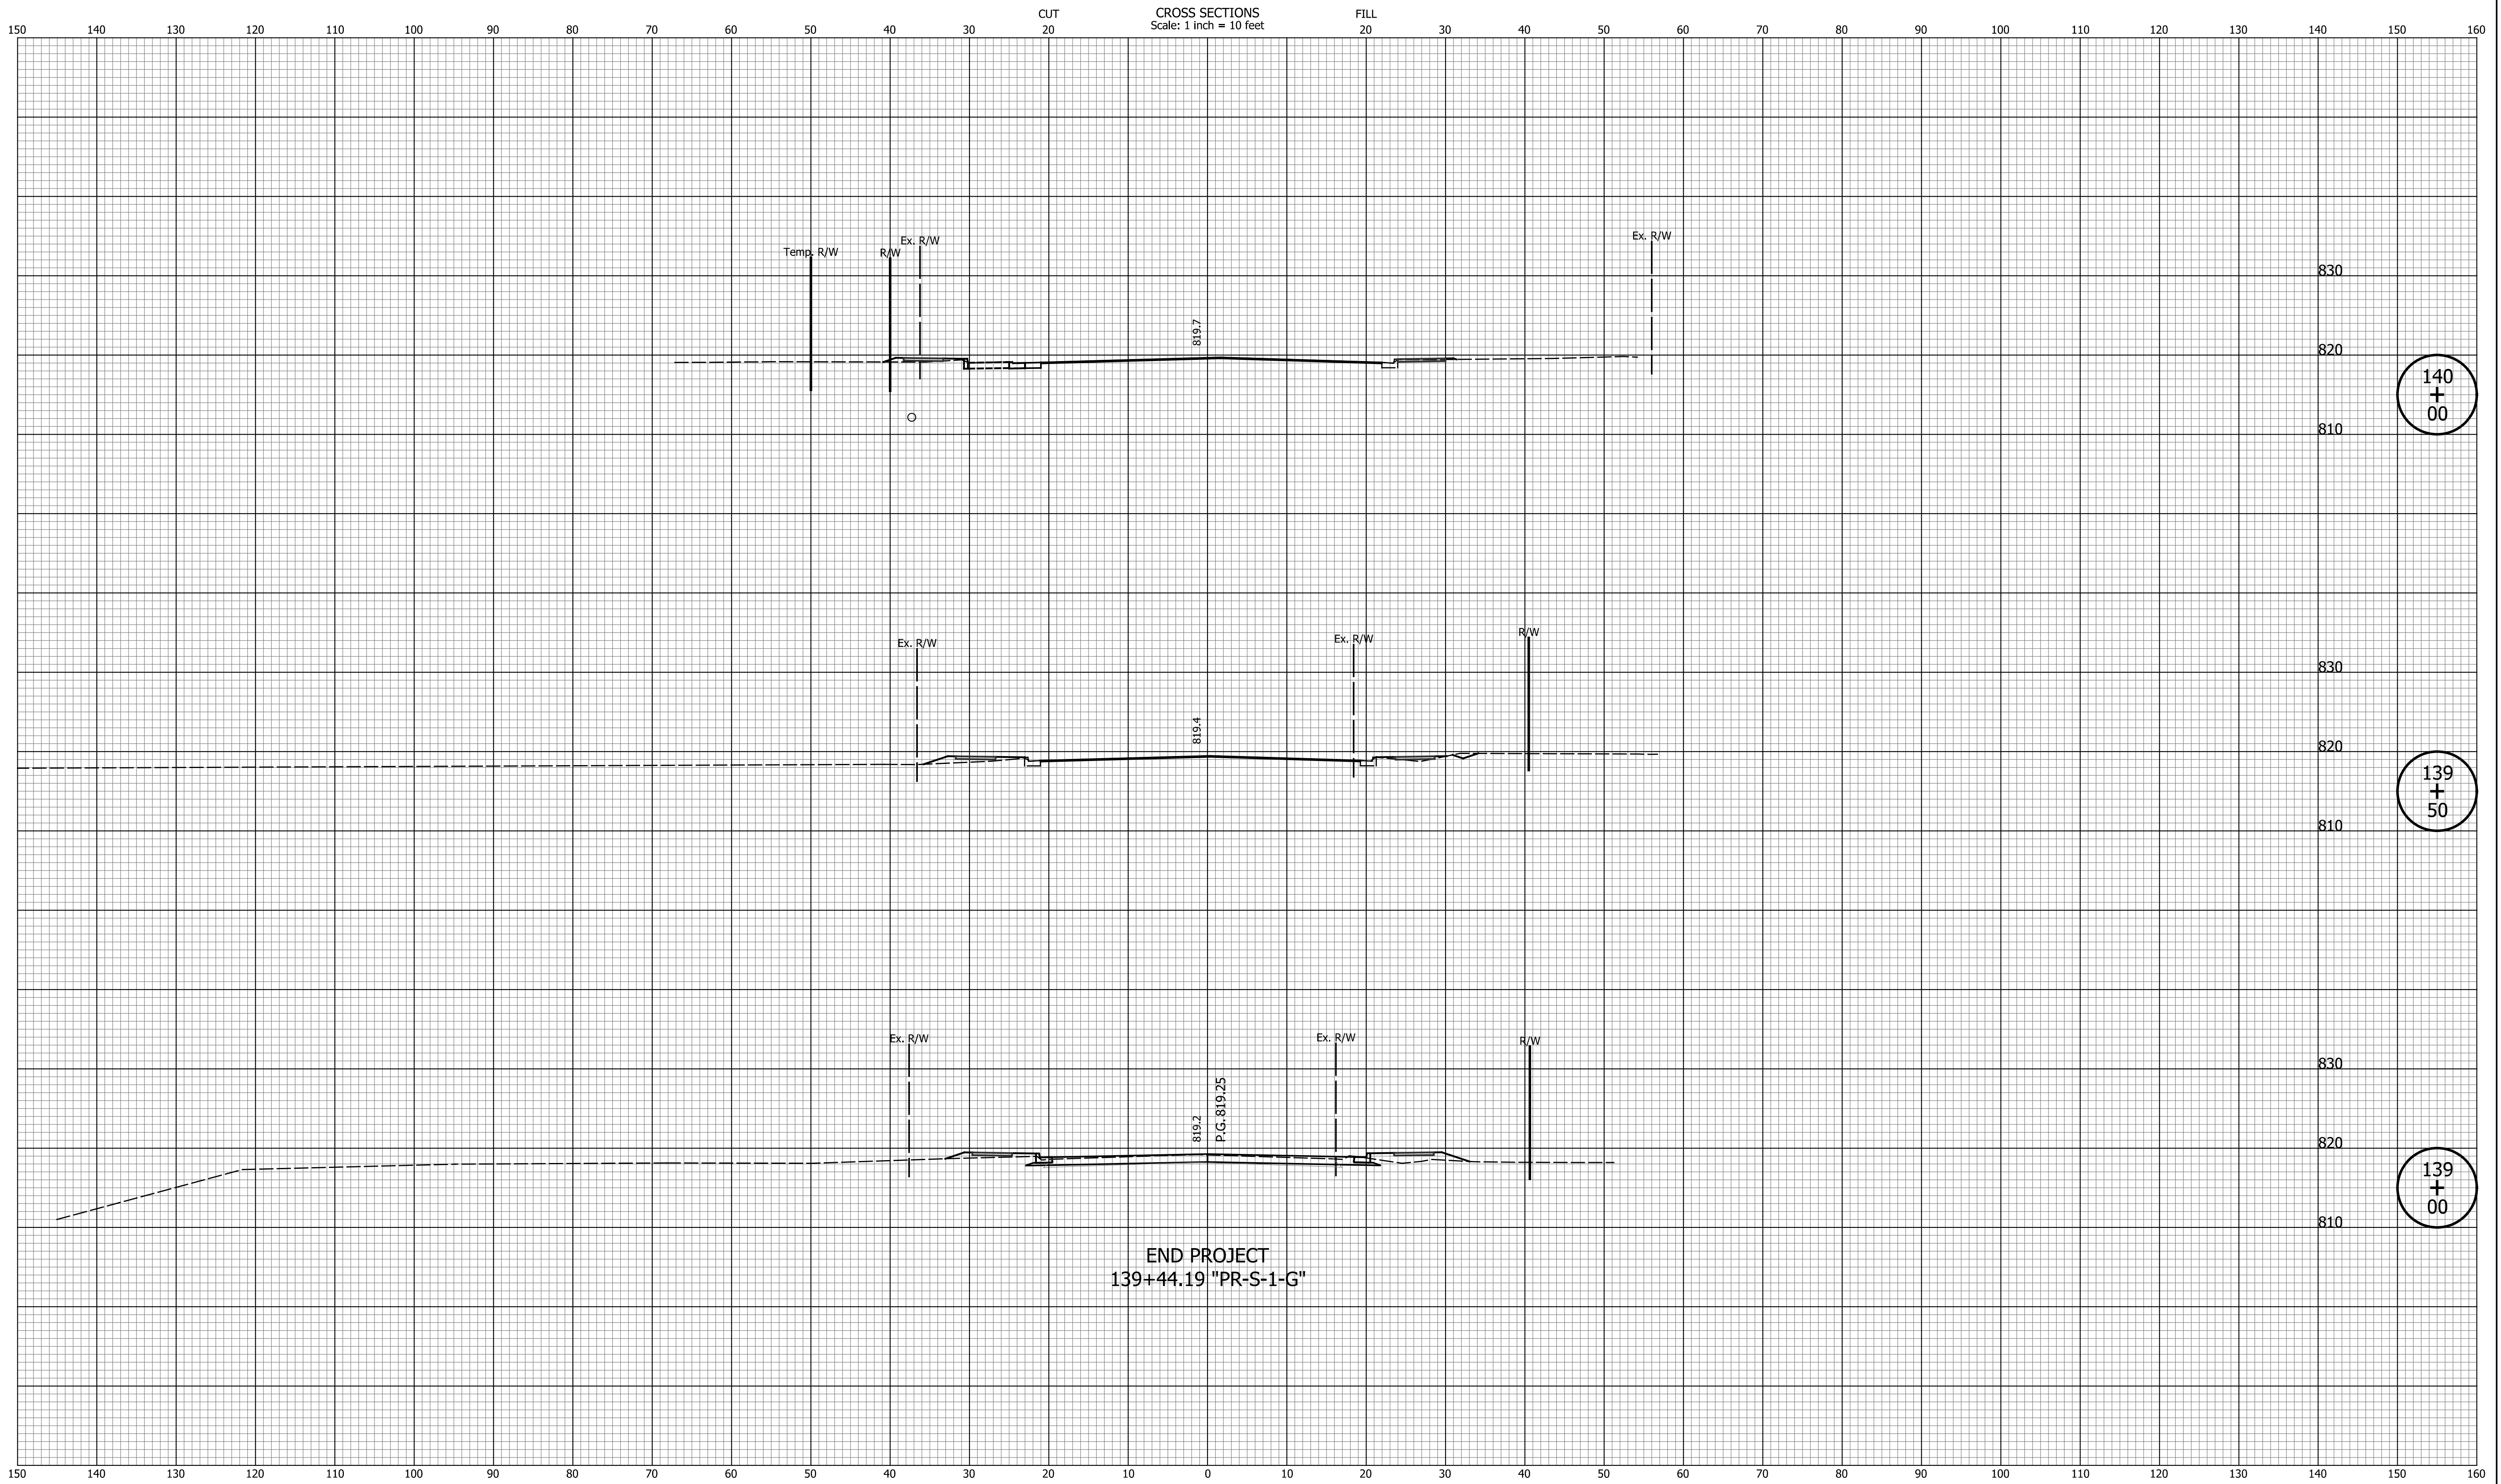 CUT CROSS SECTIONS FILL
Scale: 1 inch = 10 feet
150 140 130 120 110 100 90 80 70 60 50 40 30 20 20 30 40 50 60 70 80 90 100 110 120 130 140 150 160
Temp. R/W R/W Ex. R/W Ex. R/W
819.7
830
820
810
140
+
00
Ex. R/W Ex. R/W R/W
819.4
830
820
810
139
+
50
Ex. R/W Ex. R/W R/W
819.2
P.G. 819.25
830
820
810
139
+
00
END PROJECT
139+44.19 "PR-S-1-G"
150 140 130 120 110 100 90 80 70 60 50 40 30 20 10 0 10 20 30 40 50 60 70 80 90 100 110 120 130 140 150 160